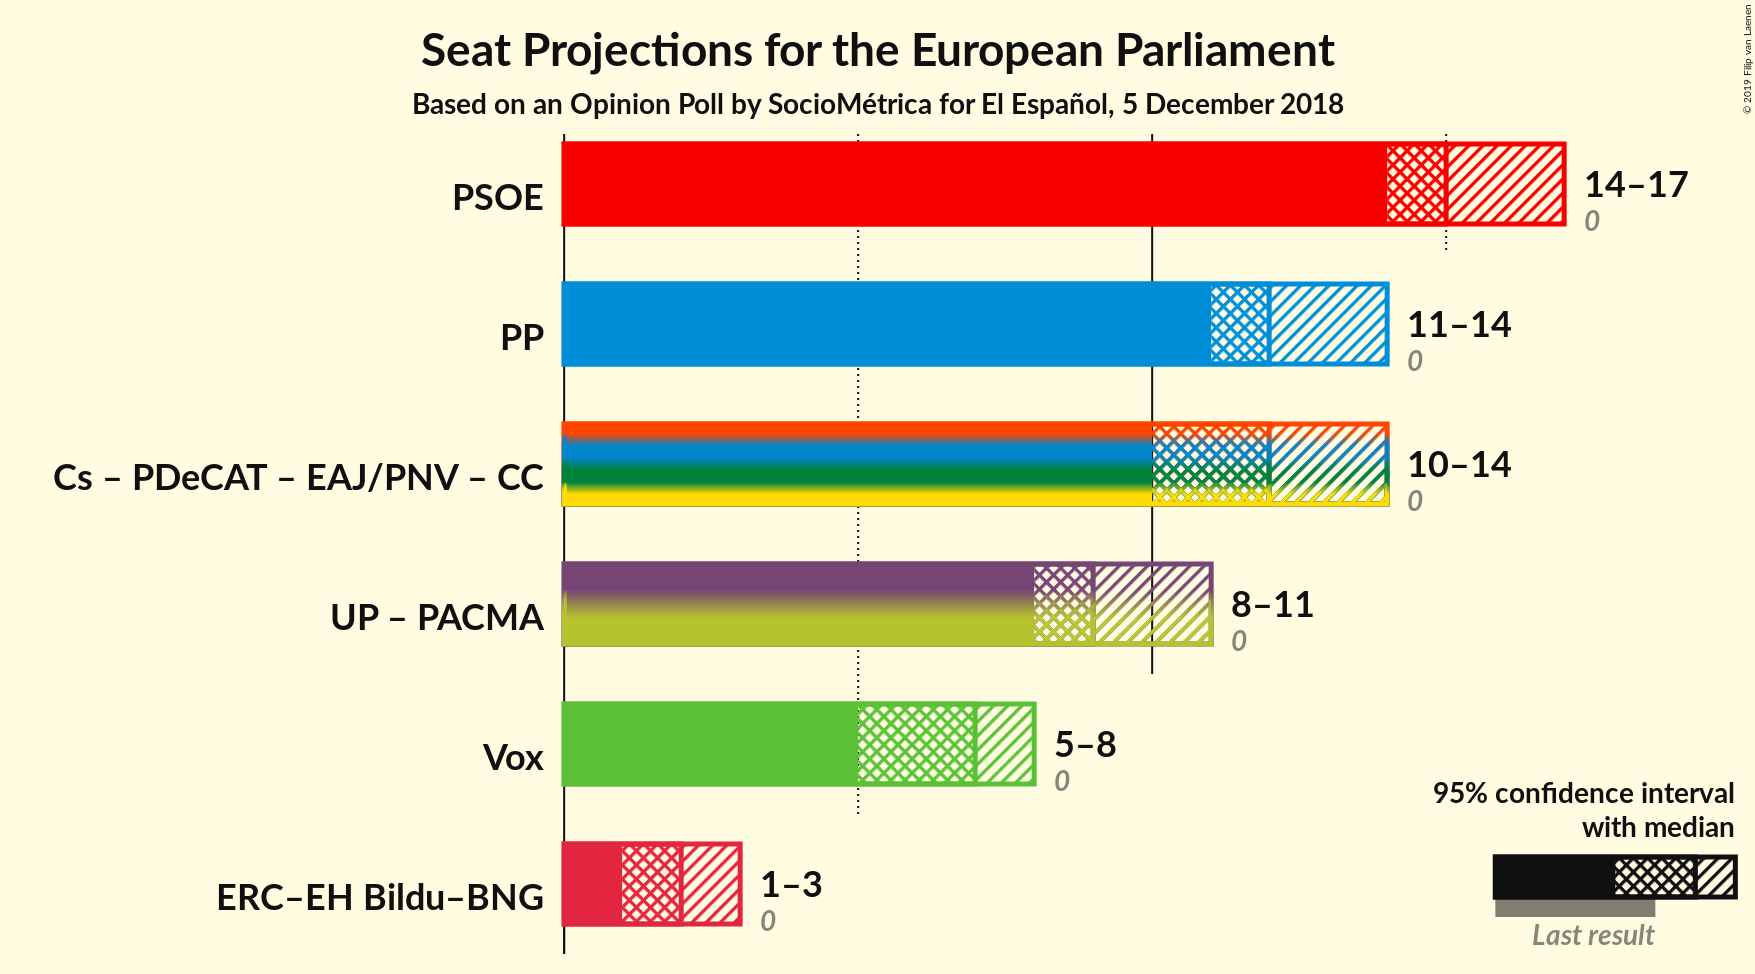 Seat Projections for the European Parliament
Based on an Opinion Poll by SocioMétrica for El Español, 5 December 2018
© 2019 Filip van Laenen
PSOE
14–17
0
PP
11–14
0
Cs – PDeCAT – EAJ/PNV – CC
10–14
0
UP – PACMA
8–11
0
Vox
5–8
0
ERC–EH Bildu–BNG
1–3
0
95% confidence interval
with median
Last result